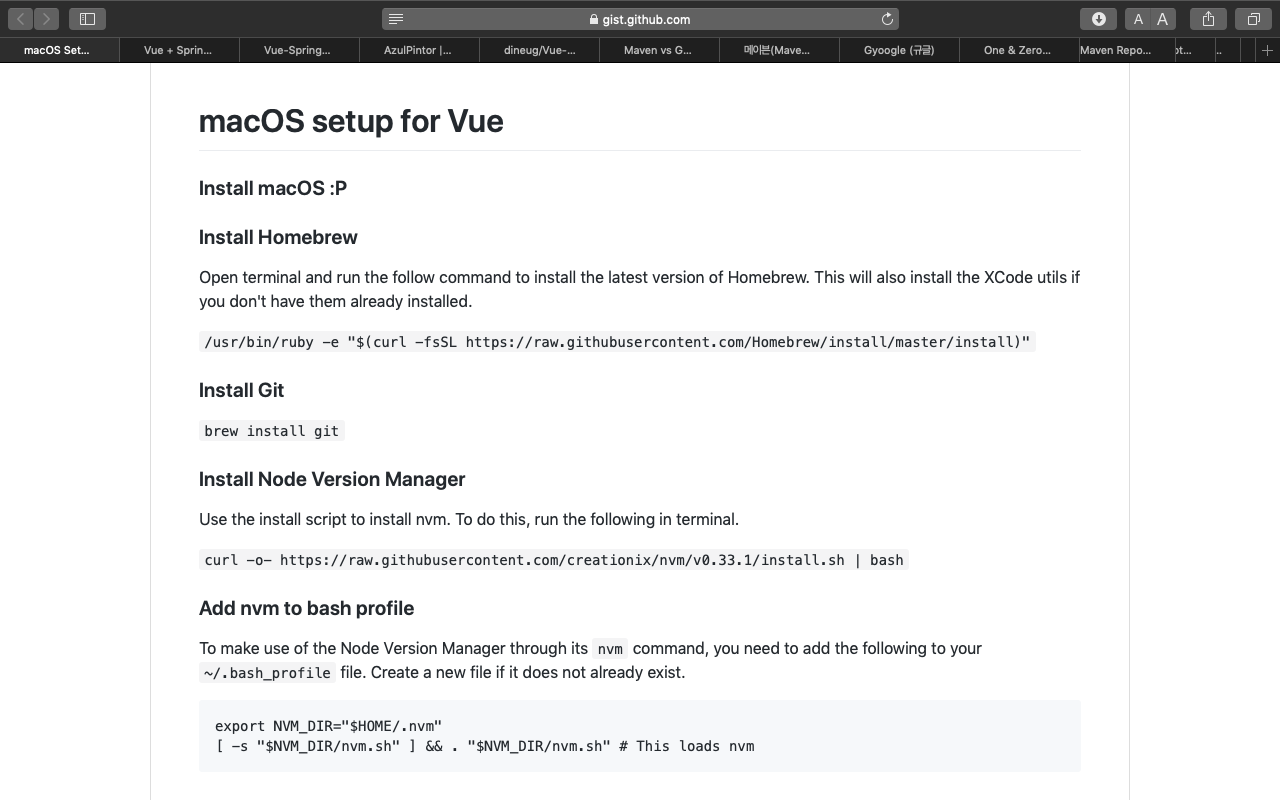 gist.github.com
A A
macOS Set...
Vue + Sprin...
Vue-Spring...
AzulPintor |...
dineug/Vue-...
Maven vs G...
메이븐(Mave...
Gyoogle (규글)
One & Zero...
Maven Repo...
ot...
..
macOS setup for Vue
Install macOS :P
Install Homebrew
Open terminal and run the follow command to install the latest version of Homebrew. This will also install the XCode utils if
you don't have them already installed.
/usr/bin/ruby -e "$(curl -fsSL https://raw.githubusercontent.com/Homebrew/install/master/install)"
Install Git
brew install git
Install Node Version Manager
Use the install script to install nvm. To do this, run the following in terminal.
curl -o- https://raw.githubusercontent.com/creationix/nvm/v0.33.1/install.sh | bash
Add nvm to bash profile
To make use of the Node Version Manager through its nvm command, you need to add the following to your
~/.bash_profile file. Create a new file if it does not already exist.
export NVM_DIR="$HOME/.nvm"
[ -s "$NVM_DIR/nvm.sh" ] && . "$NVM_DIR/nvm.sh" # This loads nvm